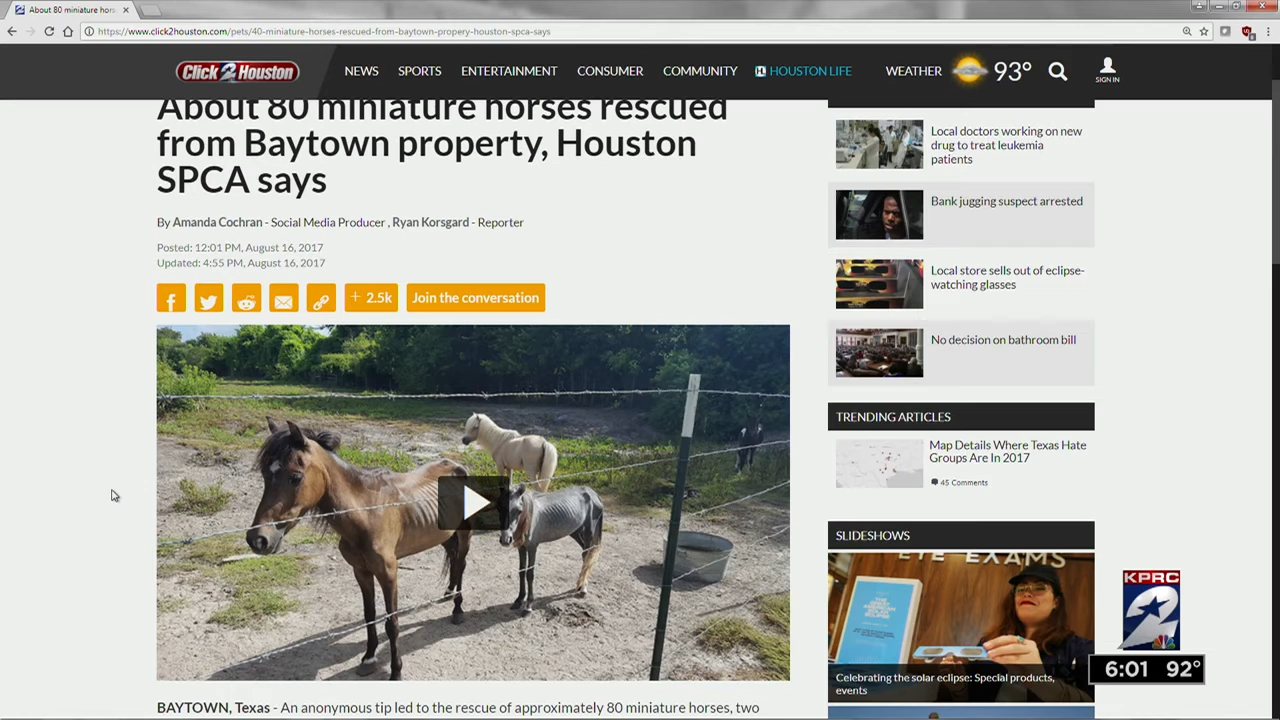 About 80 miniature hors
https://www.click2houston.com/pets/40-miniature-horses-rescued-from-baytown-propery-houston-spca-says
Click 2 Houston
NEWS SPORTS ENTERTAINMENT CONSUMER COMMUNITY HOUSTON LIFE WEATHER 93°
SIGN IN
About 80 miniature horses rescued
from Baytown property, Houston
SPCA says
By Amanda Cochran - Social Media Producer , Ryan Korsgard - Reporter
Posted: 12:01 PM, August 16, 2017
Updated: 4:55 PM, August 16, 2017
+ 2.5k
Join the conversation
BAYTOWN, Texas - An anonymous tip led to the rescue of approximately 80 miniature horses, two
Local doctors working on new
drug to treat leukemia
patients
Bank jugging suspect arrested
Local store sells out of eclipse-
watching glasses
No decision on bathroom bill
TRENDING ARTICLES
Map Details Where Texas Hate
Groups Are In 2017
45 Comments
SLIDESHOWS
EYE EXAMS
Celebrating the solar eclipse: Special products,
events
KPRC
2
6:01 92°